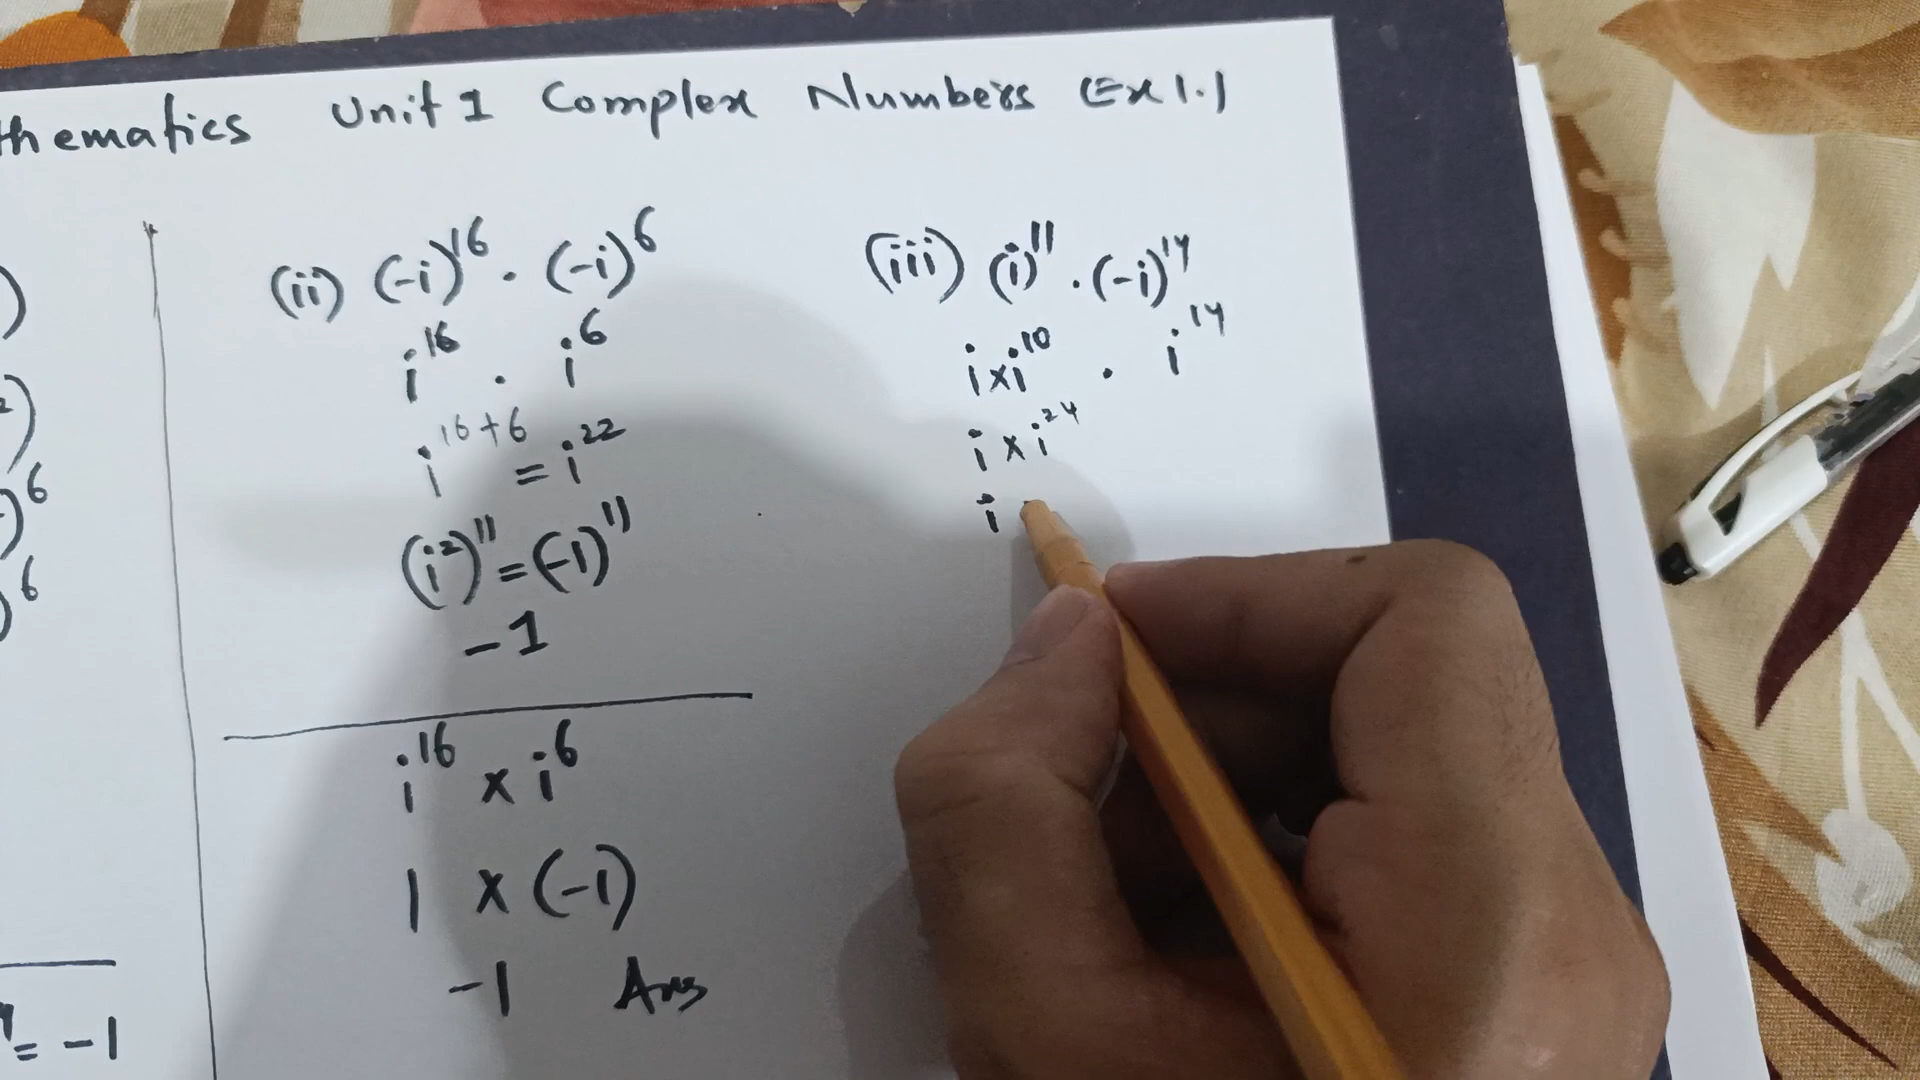 thematics Unit 1 Complex Numbers Ex 1.1
(ii) (-i)^16 . (-i)^6
i^16 . i^6
i^16+6 = i^22
(i^2)^11 = (-1)^11
-1
i^16 x i^6
1 x (-1)
-1 Ans
(iii) (i)^11 . (-i)^14
i x i^10 . i^14
i x i^24
i
)
2)
)^6
)^6
= -1